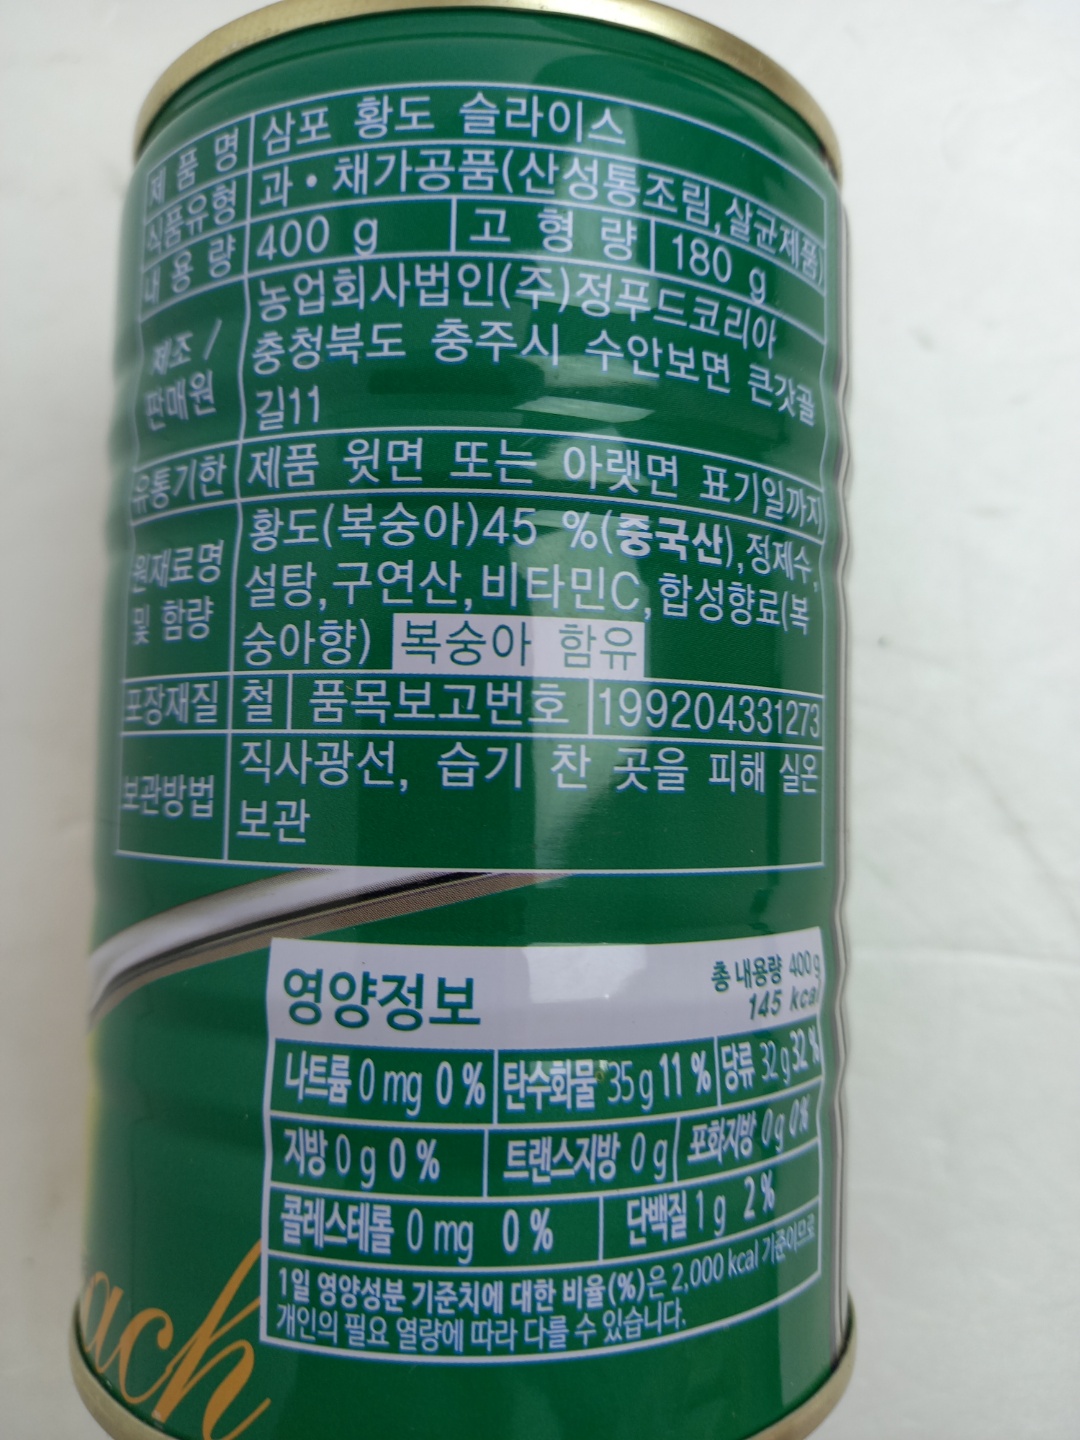 제 품 명 삼포 황도 슬라이스
식품유형 과·채가공품(산성통조림,살균제품)
내 용 량 400 g 고 형 량 180 g
제조/판매원 농업회사법인(주)정푸드코리아
충청북도 충주시 수안보면 큰갓골
길11
유통기한 제품 윗면 또는 아랫면 표기일까지
원재료명 및 함량 황도(복숭아)45 %(중국산),정제수,
설탕,구연산,비타민C,합성향료(복
숭아향) 복숭아 함유
포장재질 철 품목보고번호 199204331273
보관방법 직사광선, 습기 찬 곳을 피해 실온
보관
영양정보 총 내용량 400 g
145 kcal
나트륨 0 mg 0 % 탄수화물 35 g 11 % 당류 32 g 32 %
지방 0 g 0 % 트랜스지방 0 g 포화지방 0 g 0 %
콜레스테롤 0 mg 0 % 단백질 1 g 2 %
1일 영양성분 기준치에 대한 비율(%)은 2,000 kcal 기준이므로
개인의 필요 열량에 따라 다를 수 있습니다.
ach